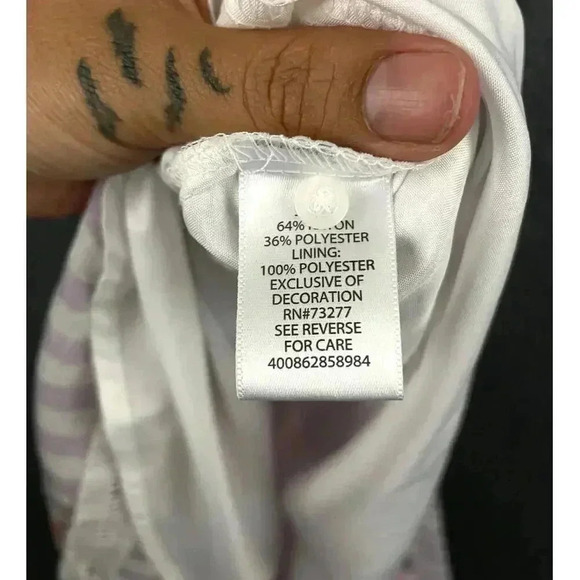 64%
36% POLYESTER
LINING:
100% POLYESTER
EXCLUSIVE OF
DECORATION
RN#73277
SEE REVERSE
FOR CARE
400862858984